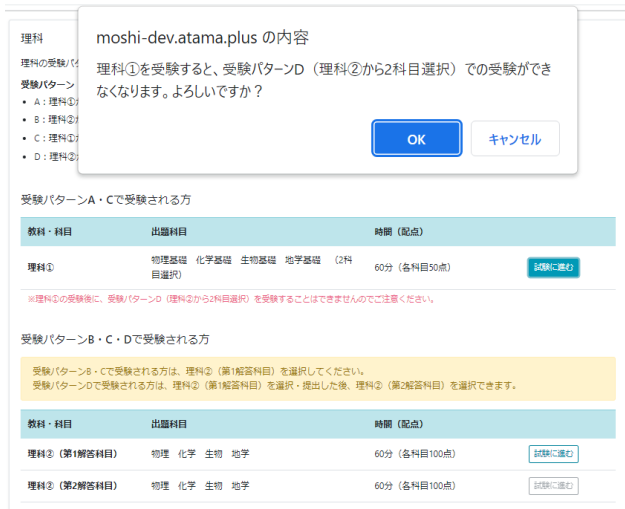 moshi-dev.atama.plus の内容
理科①を受験すると、受験パターンD（理科②から2科目選択）での受験ができ
なくなります。よろしいですか？
OK キャンセル
理科
理科の受験パタ
受験パターン
• A：理科①か
• B：理科②か
• C：理科①か
• D：理科②か
受験パターンA・Cで受験される方
教科・科目 出題科目 時間（配点）
理科① 物理基礎 化学基礎 生物基礎 地学基礎 （2科
目選択） 60分（各科目50点） 試験に進む
※理科①の受験後に、受験パターンD（理科②から2科目選択）を受験することはできませんのでご注意ください。
受験パターンB・C・Dで受験される方
受験パターンB・Cで受験される方は、理科②（第1解答科目）を選択してください。
受験パターンDで受験される方は、理科②（第1解答科目）を選択・提出した後、理科②（第2解答科目）を選択できます。
教科・科目 出題科目 時間（配点）
理科②（第1解答科目） 物理 化学 生物 地学 60分（各科目100点） 試験に進む
理科②（第2解答科目） 物理 化学 生物 地学 60分（各科目100点） 試験に進む